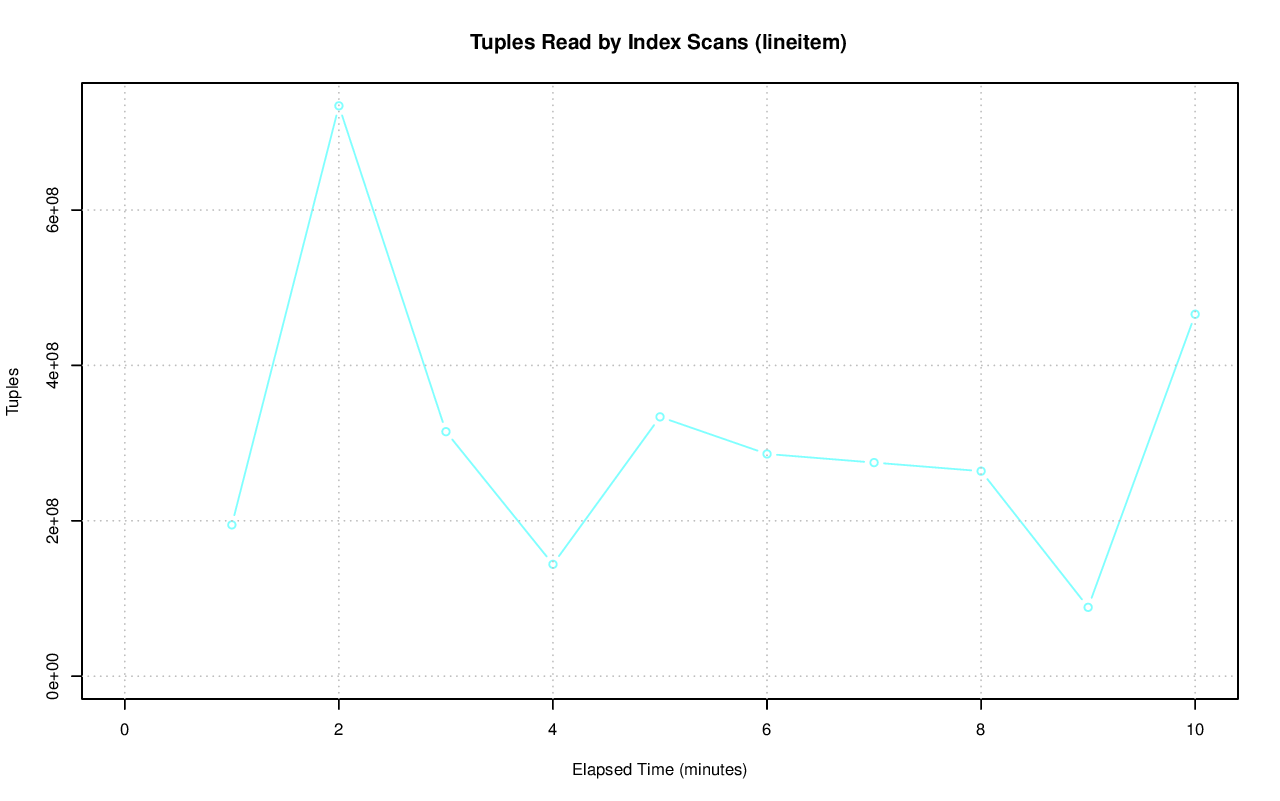 Tuples Read by Index Scans (lineitem)
Tuples
6e+08
4e+08
2e+08
0e+00
0 2 4 6 8 10
Elapsed Time (minutes)